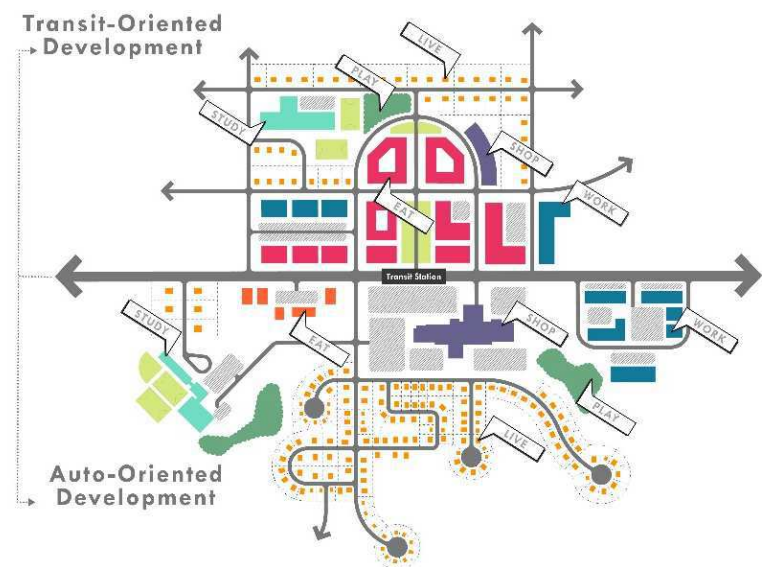 Transit-Oriented
Development
LIVE
PLAY
STUDY
SHOP
WORK
EAT
Transit Station
STUDY
EAT
SHOP
WORK
PLAY
LIVE
Auto-Oriented
Development